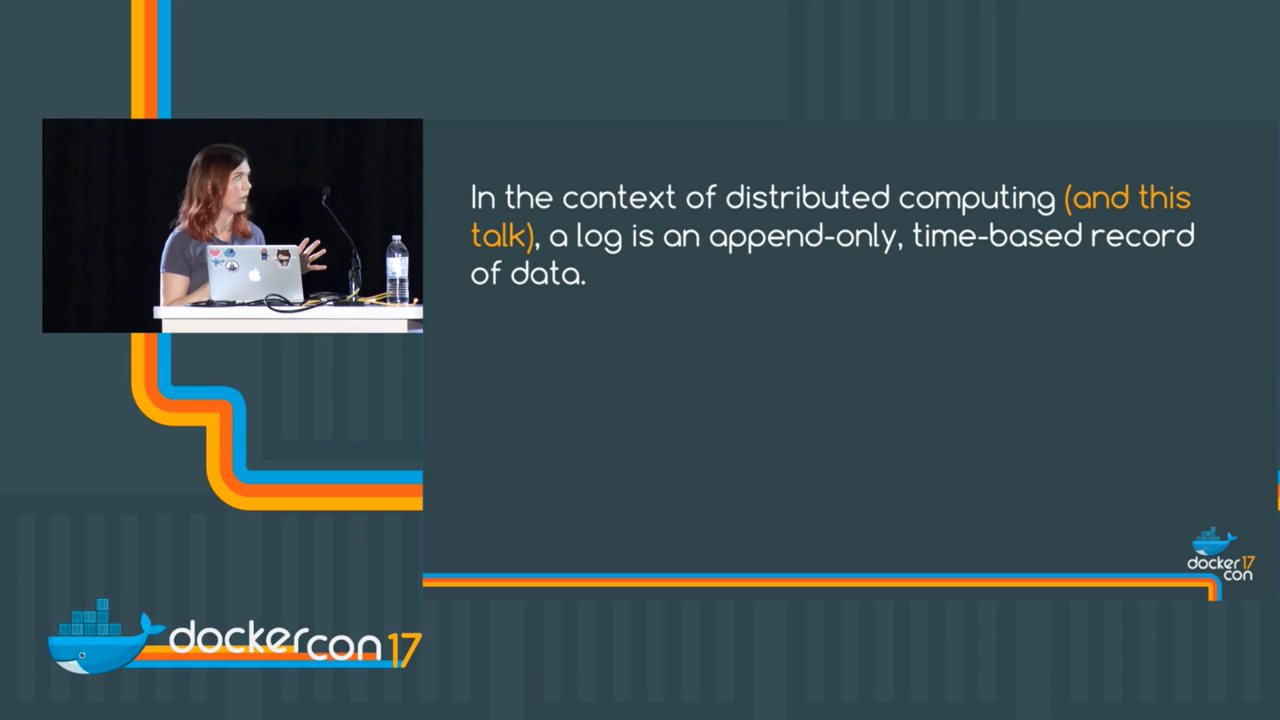 In the context of distributed computing (and this
talk), a log is an append-only, time-based record
of data.
docker 17
con
dockercon 17